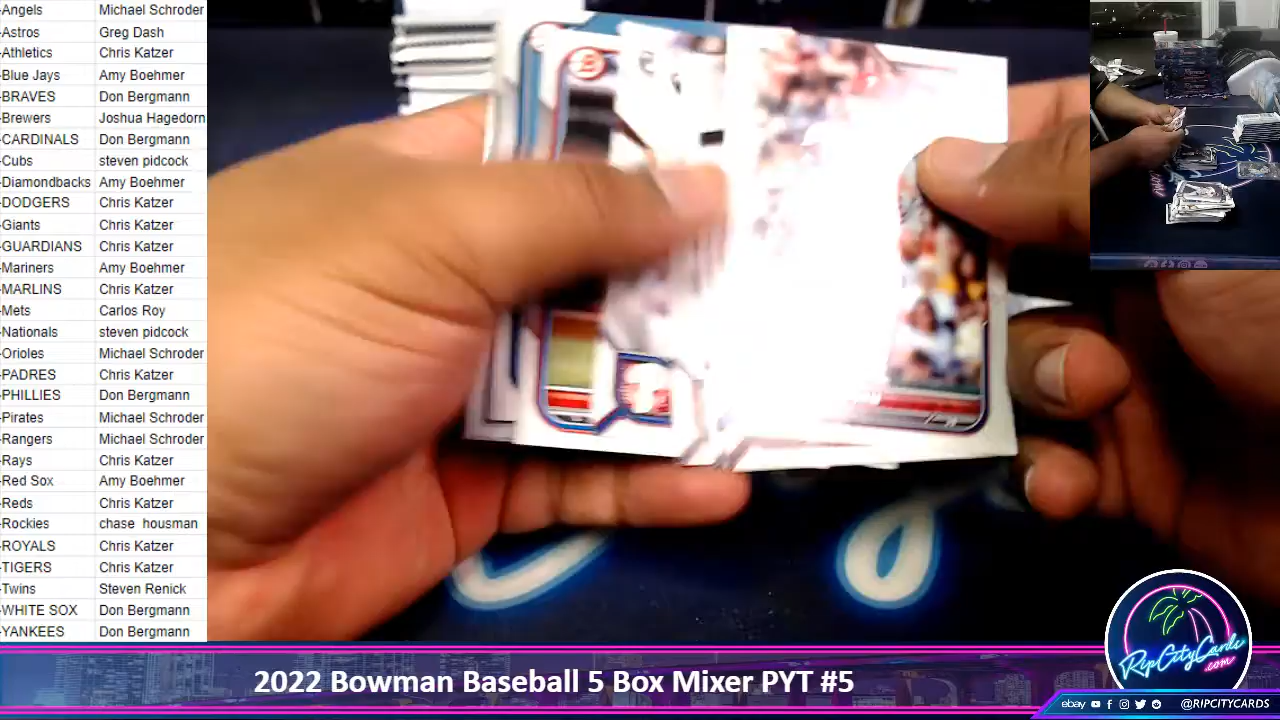 -Angels Michael Schroder
-Astros Greg Dash
-Athletics Chris Katzer
-Blue Jays Amy Boehmer
-BRAVES Don Bergmann
-Brewers Joshua Hagedorn
-CARDINALS Don Bergmann
-Cubs steven pidcock
-Diamondbacks Amy Boehmer
-DODGERS Chris Katzer
-Giants Chris Katzer
-GUARDIANS Chris Katzer
-Mariners Amy Boehmer
-MARLINS Chris Katzer
-Mets Carlos Roy
-Nationals steven pidcock
-Orioles Michael Schroder
-PADRES Chris Katzer
-PHILLIES Don Bergmann
-Pirates Michael Schroder
-Rangers Michael Schroder
-Rays Chris Katzer
-Red Sox Amy Boehmer
-Reds Chris Katzer
-Rockies chase housman
-ROYALS Chris Katzer
-TIGERS Chris Katzer
-Twins Steven Renick
-WHITE SOX Don Bergmann
-YANKEES Don Bergmann
RipCityCards
.com
2022 Bowman Baseball 5 Box Mixer PYT #5
ebay @RIPCITYCARDS